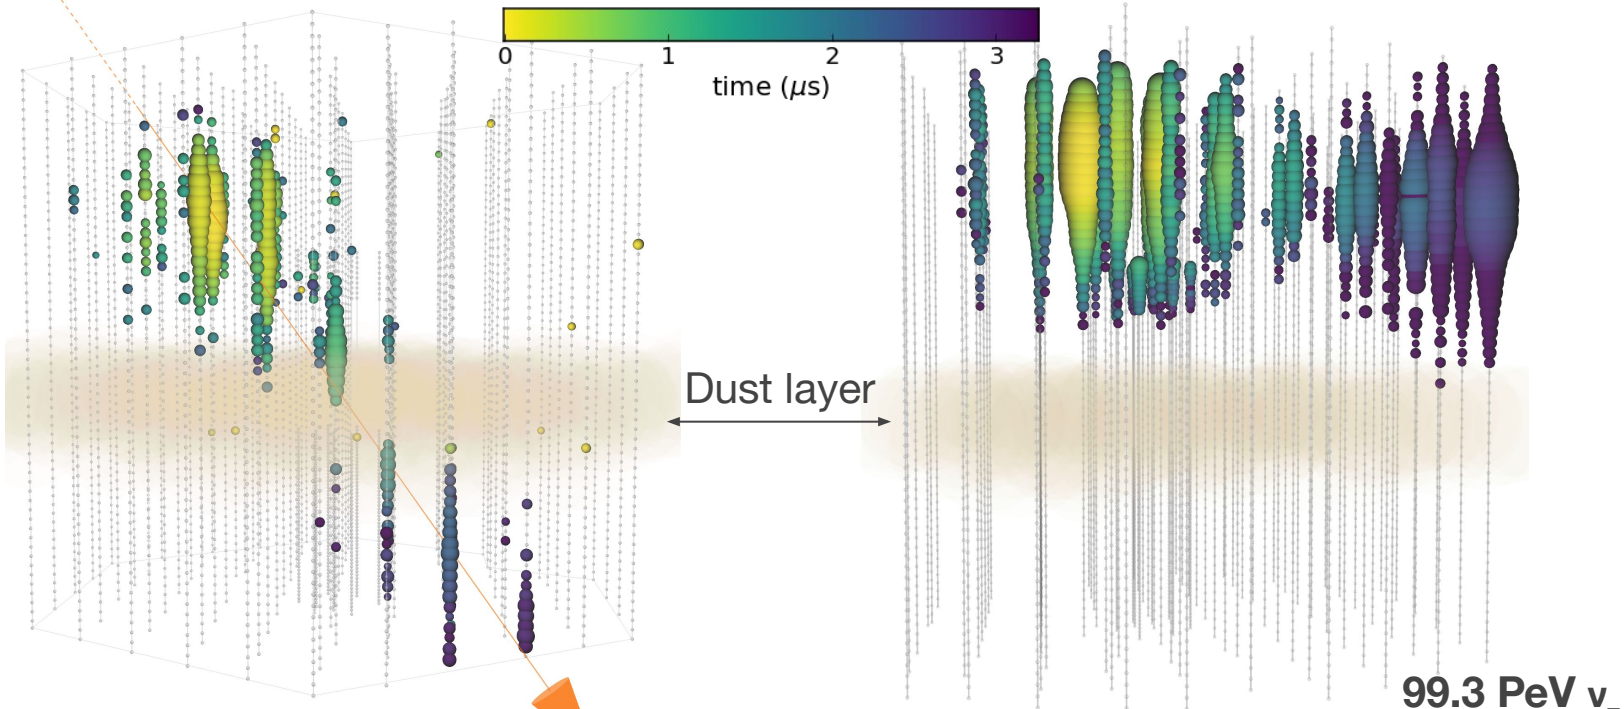 0 1 2 3
time (μs)
Dust layer
99.3 PeV ν